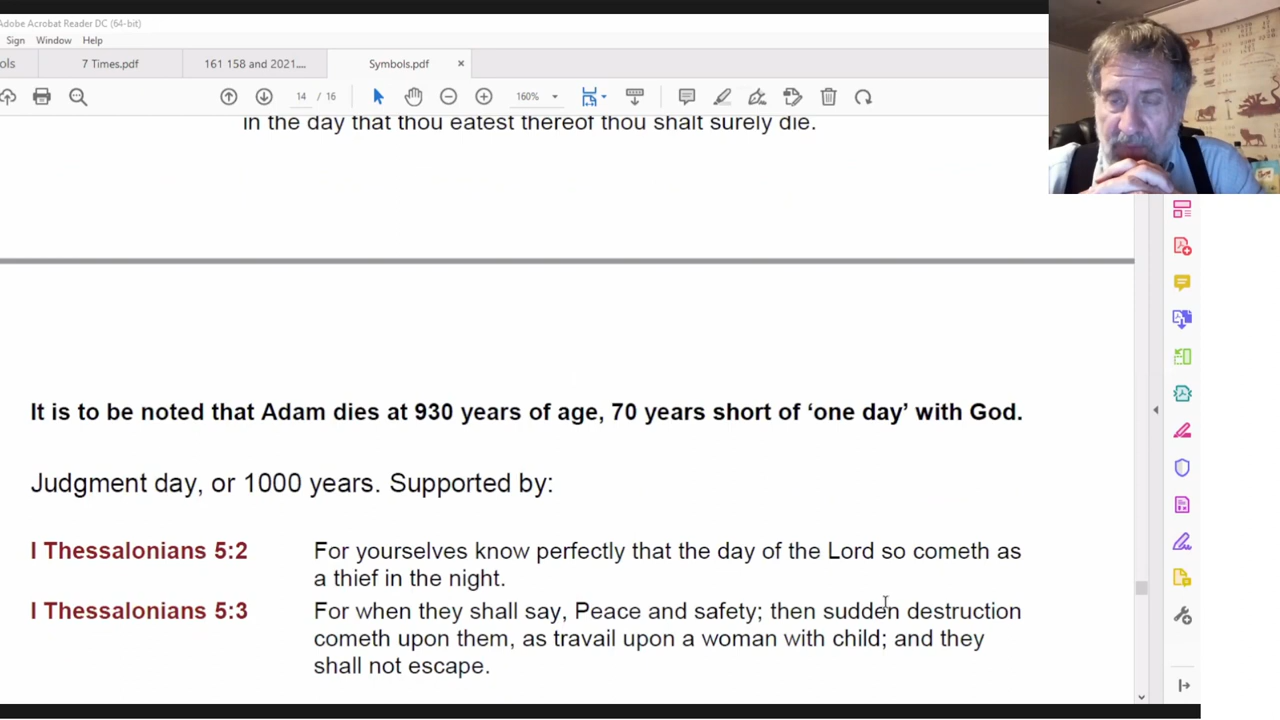 Adobe Acrobat Reader DC (64-bit)
Sign Window Help
ols 7 Times.pdf 161 158 and 2021.... Symbols.pdf ×
14 / 16 160%
in the day that thou eatest thereof thou shalt surely die.
It is to be noted that Adam dies at 930 years of age, 70 years short of ‘one day’ with God.
Judgment day, or 1000 years. Supported by:
I Thessalonians 5:2 For yourselves know perfectly that the day of the Lord so cometh as
a thief in the night.
I Thessalonians 5:3 For when they shall say, Peace and safety; then sudden destruction
cometh upon them, as travail upon a woman with child; and they
shall not escape.